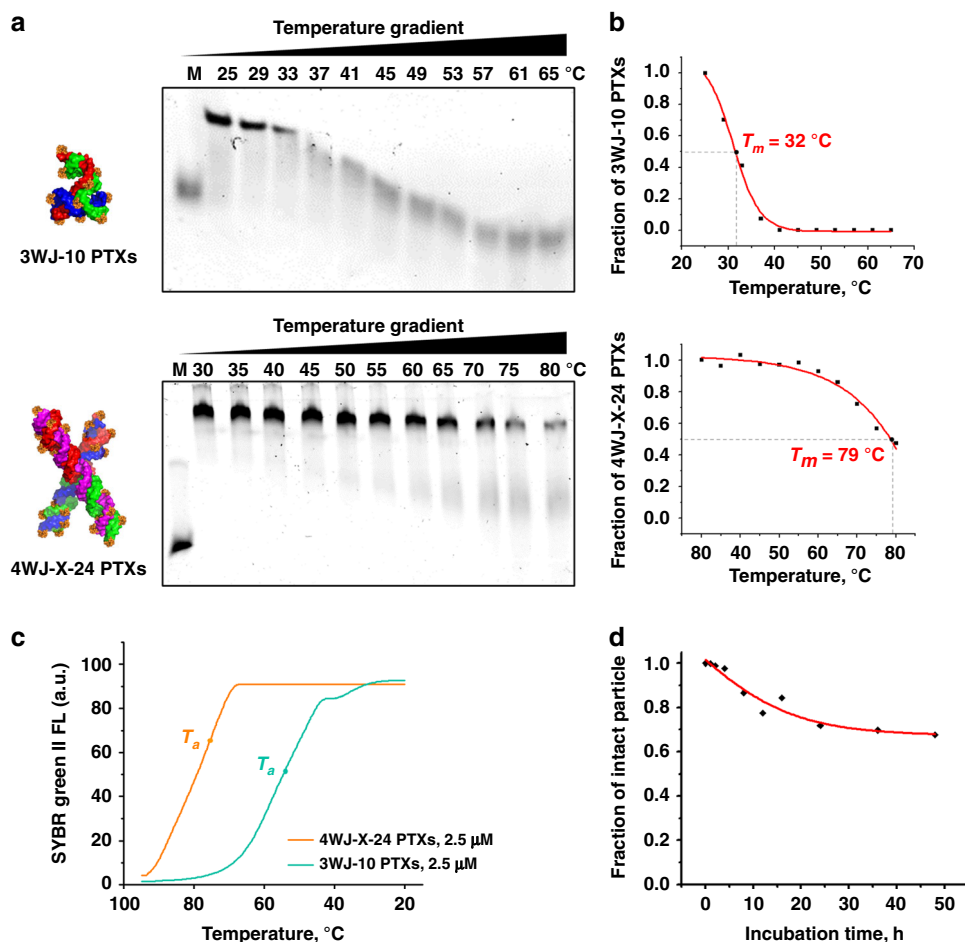 a
Temperature gradient
M 25 29 33 37 41 45 49 53 57 61 65 °C
3WJ-10 PTXs
Temperature gradient
M 30 35 40 45 50 55 60 65 70 75 80 °C
4WJ-X-24 PTXs
b
Fraction of 3WJ-10 PTXs
1.0
0.8
0.6
0.4
0.2
0.0
Tm = 32 °C
20 30 40 50 60 70
Temperature, °C
Fraction of 4WJ-X-24 PTXs
1.0
0.8
0.6
0.4
0.2
0.0
Tm = 79 °C
80 40 50 60 70 80
Temperature, °C
c
SYBR green II FL (a.u.)
100
80
60
40
20
0
Ta
Ta
4WJ-X-24 PTXs, 2.5 μM
3WJ-10 PTXs, 2.5 μM
100 80 60 40 20
Temperature, °C
d
Fraction of intact particle
1.0
0.8
0.6
0.4
0.2
0.0
0 10 20 30 40 50
Incubation time, h